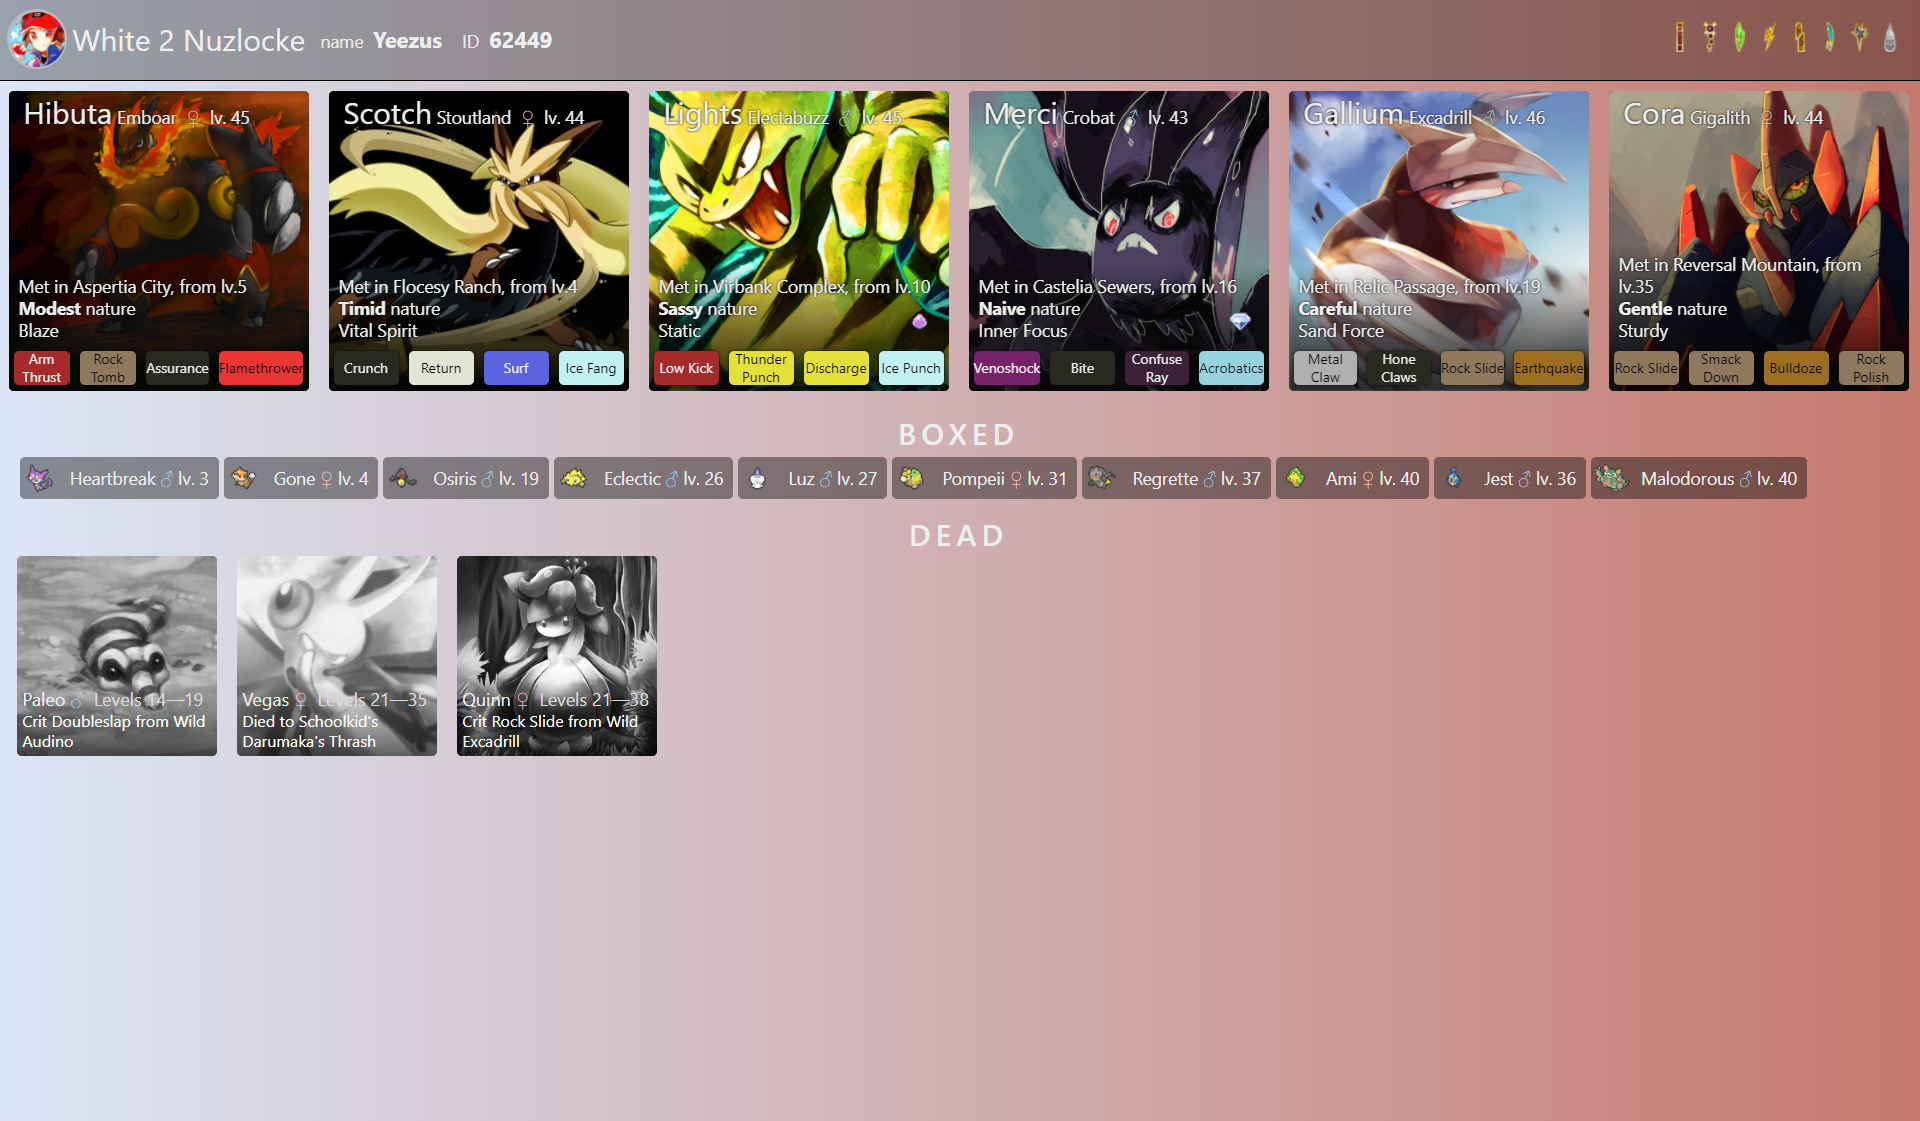 White 2 Nuzlocke name Yeezus ID 62449
Hibuta Emboar ♀ lv. 45
Met in Aspertia City, from lv.5
Modest nature
Blaze
Arm Thrust
Rock Tomb
Assurance
Flamethrower
Scotch Stoutland ♀ lv. 44
Met in Flocesy Ranch, from lv.4
Timid nature
Vital Spirit
Crunch
Return
Surf
Ice Fang
Lights Electabuzz ♂ lv. 45
Met in Virbank Complex, from lv.10
Sassy nature
Static
Low Kick
Thunder Punch
Discharge
Ice Punch
Merci Crobat ♂ lv. 43
Met in Castelia Sewers, from lv.16
Naive nature
Inner Focus
Venoshock
Bite
Confuse Ray
Acrobatics
Gallium Excadrill ♂ lv. 46
Met in Relic Passage, from lv.19
Careful nature
Sand Force
Metal Claw
Hone Claws
Rock Slide
Earthquake
Cora Gigalith ♀ lv. 44
Met in Reversal Mountain, from
lv.35
Gentle nature
Sturdy
Rock Slide
Smack Down
Bulldoze
Rock Polish
BOXED
Heartbreak ♂ lv. 3
Gone ♀ lv. 4
Osiris ♂ lv. 19
Eclectic ♂ lv. 26
Luz ♂ lv. 27
Pompeii ♀ lv. 31
Regrette ♂ lv. 37
Ami ♀ lv. 40
Jest ♂ lv. 36
Malodorous ♂ lv. 40
DEAD
Paleo ♂ Levels 14—19
Crit Doubleslap from Wild
Audino
Vegas ♀ Levels 21—35
Died to Schoolkid's
Darumaka's Thrash
Quinn ♀ Levels 21—38
Crit Rock Slide from Wild
Excadrill